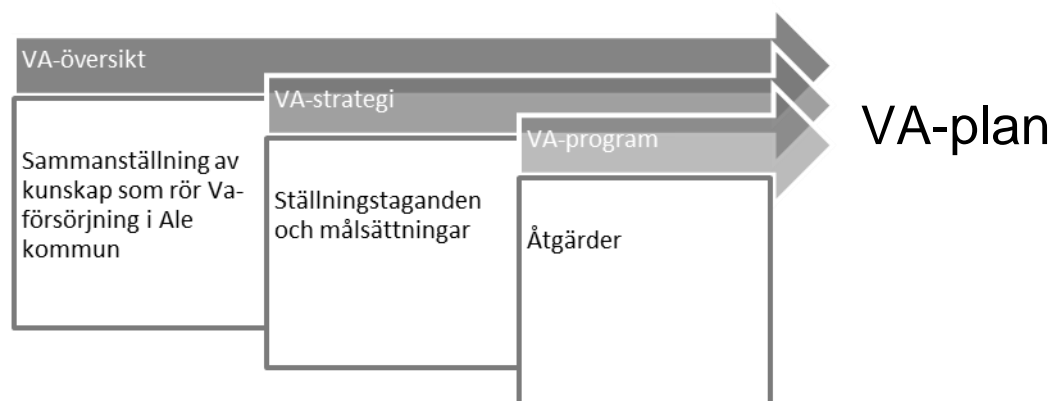 VA-översikt
Sammanställning av
kunskap som rör Va-
försörjning i Ale
kommun
VA-strategi
Ställningstaganden
och målsättningar
VA-program
Åtgärder
VA-plan